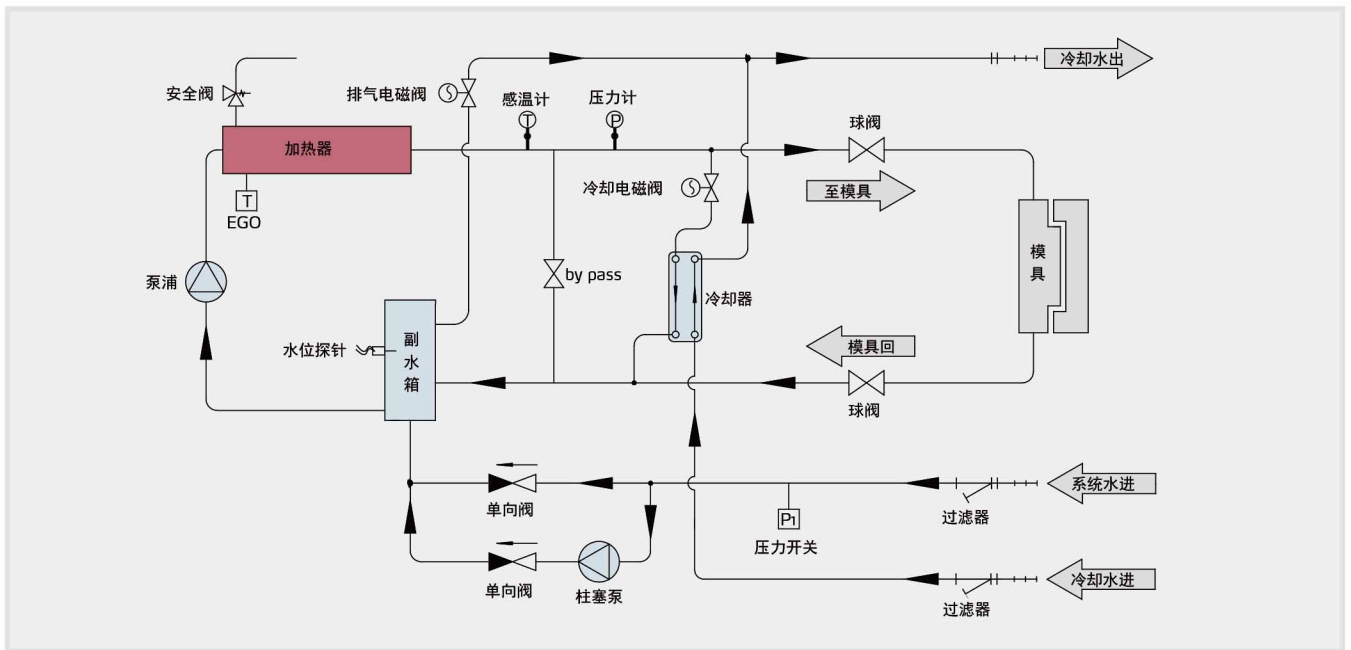 冷却水出
安全阀
排气电磁阀
感温计
压力计
T
P
球阀
加热器
冷却电磁阀
至模具
T
EGO
模具
泵浦
by pass
冷却器
副水箱
水位探针
模具回
球阀
系统水进
单向阀
P1
过滤器
压力开关
冷却水进
单向阀
柱塞泵
过滤器